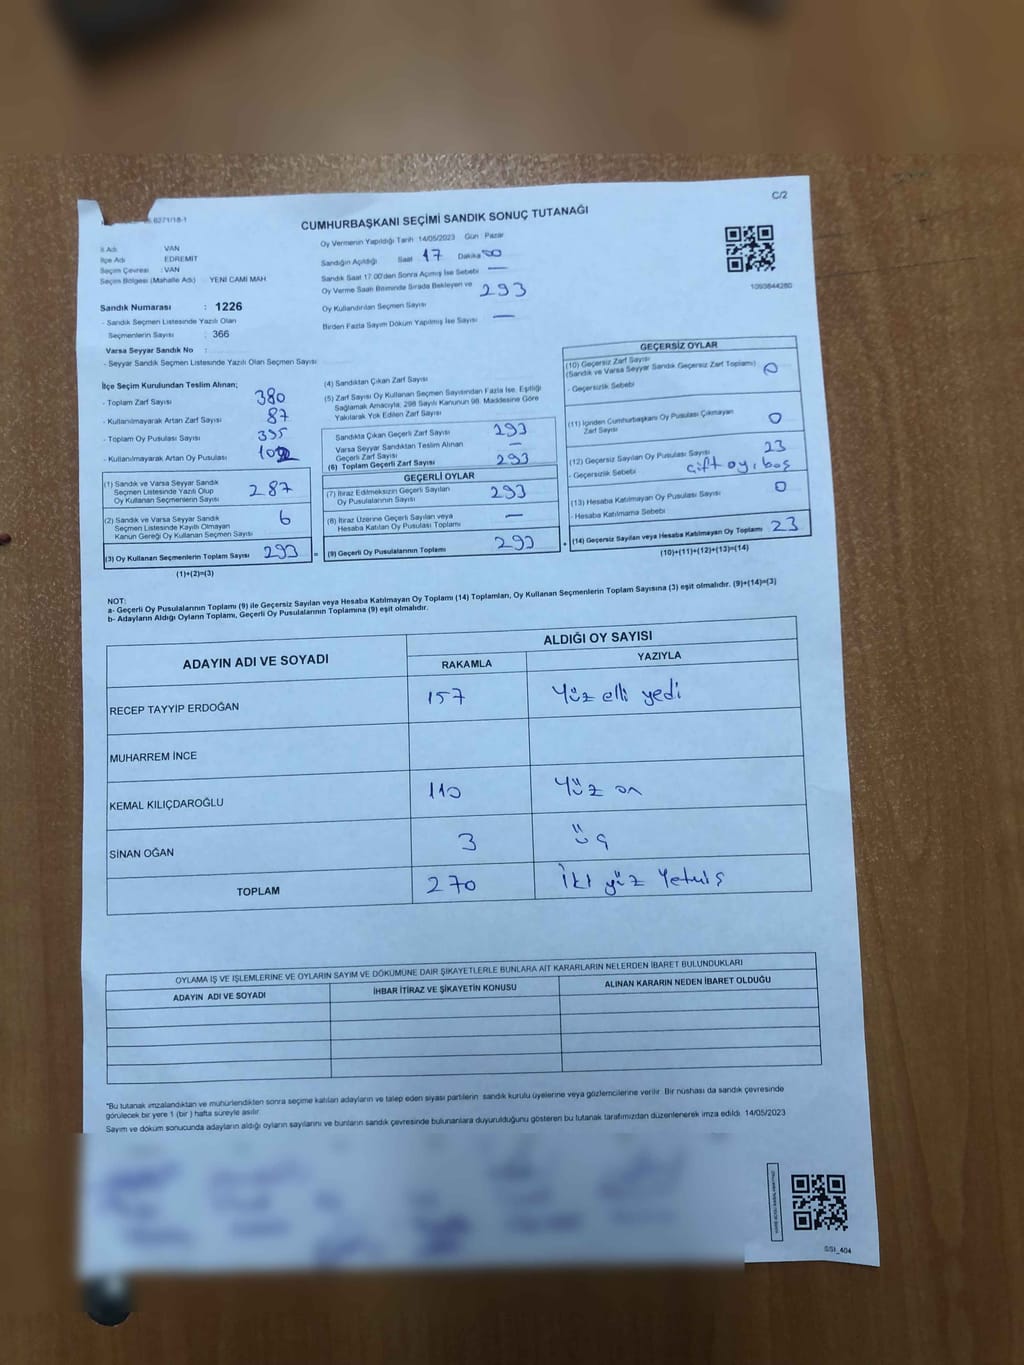 6271/18-1
C/2
CUMHURBAŞKANI SEÇİMİ SANDIK SONUÇ TUTANAĞI
İl Adı : VAN
İlçe Adı : EDREMİT
Seçim Çevresi : VAN
Seçim Bölgesi (Mahalle Adı) : YENİ CAMİ MAH.
Sandık Numarası : 1226
- Sandık Seçmen Listesinde Yazılı Olan
Seçmenlerin Sayısı : 366
Varsa Seyyar Sandık No :
- Seyyar Sandık Seçmen Listesinde Yazılı Olan Seçmen Sayısı
Oy Vermenin Yapıldığı Tarih :14/05/2023 Gün : Pazar
Sandığın Açıldığı Saat 17 Dakika 00
Sandık Saat 17:00'den Sonra Açımış İse Sebebi —
Oy Verme Saati Bitiminde Sırada Bekleyen ve
Oy Kullandırılan Seçmen Sayısı 293
Birden Fazla Sayım Döküm Yapılmış İse Sayısı —
1093844280
İlçe Seçim Kurulundan Teslim Alınan;
- Toplam Zarf Sayısı 380
- Kullanılmayarak Artan Zarf Sayısı 87
- Toplam Oy Pusulası Sayısı 395
- Kullanılmayarak Artan Oy Pusulası
(1) Sandık ve Varsa Seyyar Sandık
Seçmen Listesinde Yazılı Olup
Oy Kullanan Seçmenlerin Sayısı 287
(2) Sandık ve Varsa Seyyar Sandık
Seçmen Listesinde Kayıtlı Olmayan
Kanun Gereği Oy Kullanan Seçmen Sayısı 6
(3) Oy Kullanan Seçmenlerin Toplam Sayısı 293
(1)+(2)=(3)
(4) Sandıktan Çıkan Zarf Sayısı
(5) Zarf Sayısı Oy Kullanan Seçmen Sayısından Fazla İse, Eşitliği
Sağlamak Amacıyla; 298 Sayılı Kanunun 98. Maddesine Göre
Yakılarak Yok Edilen Zarf Sayısı
Sandıkta Çıkan Geçerli Zarf Sayısı 293
Varsa Seyyar Sandıktan Teslim Alınan
Geçerli Zarf Sayısı —
(6) Toplam Geçerli Zarf Sayısı 293
GEÇERLİ OYLAR
(7) İtiraz Edilmeksizin Geçerli Sayılan
Oy Pusulalarının Sayısı 293
(8) İtiraz Üzerine Geçerli Sayılan veya
Hesaba Katılan Oy Pusulası Toplamı —
= (9) Geçerli Oy Pusulalarının Toplamı 293
GEÇERSİZ OYLAR
(10) Geçersiz Zarf Sayısı
(Sandık ve Varsa Seyyar Sandık Geçersiz Zarf Toplamı) 0
- Geçersizlik Sebebi
(11) İçinden Cumhurbaşkanı Oy Pusulası Çıkmayan
Zarf Sayısı 0
(12) Geçersiz Sayılan Oy Pusulası Sayısı 23
- Geçersizlik Sebebi çift oy, boş
(13) Hesaba Katılmayan Oy Pusulası Sayısı 0
- Hesaba Katılmama Sebebi
+ (14) Geçersiz Sayılan veya Hesaba Katılmayan Oy Toplamı 23
(10)+(11)+(12)+(13)=(14)
NOT:
a- Geçerli Oy Pusulalarının Toplamı (9) ile Geçersiz Sayılan veya Hesaba Katılmayan Oy Toplamı (14) Toplamları, Oy Kullanan Seçmenlerin Toplam Sayısına (3) eşit olmalıdır. (9)+(14)=(3)
b- Adayların Aldığı Oyların Toplamı, Geçerli Oy Pusulalarının Toplamına (9) eşit olmalıdır.
ADAYIN ADI VE SOYADI
ALDIĞI OY SAYISI
RAKAMLA YAZIYLA
RECEP TAYYİP ERDOĞAN 157 Yüz elli yedi
MUHARREM İNCE
KEMAL KILIÇDAROĞLU 110 Yüz on
SİNAN OĞAN 3 üç
TOPLAM 270 İki yüz Yetmiş
OYLAMA İŞ VE İŞLEMLERİNE VE OYLARIN SAYIM VE DÖKÜMÜNE DAİR ŞİKAYETLERLE BUNLARA AİT KARARLARIN NELERDEN İBARET BULUNDUKLARI
ADAYIN ADI VE SOYADI İHBAR İTİRAZ VE ŞİKAYETİN KONUSU ALINAN KARARIN NEDEN İBARET OLDUĞU
*Bu tutanak imzalandıktan ve mühürlendikten sonra seçime katılan adayların ve talep eden siyasi partilerin sandık kurulu üyelerine veya gözlemcilerine verilir. Bir nüshası da sandık çevresinde
görülecek bir yere 1 (bir ) hafta süreyle asılır.
Sayım ve döküm sonucunda adayların aldığı oyların sayılarını ve bunların sandık çevresinde bulunanlara duyurulduğunu gösteren bu tutanak tarafımızdan düzenlenerek imza edildi. 14/05/2023
SSI_404